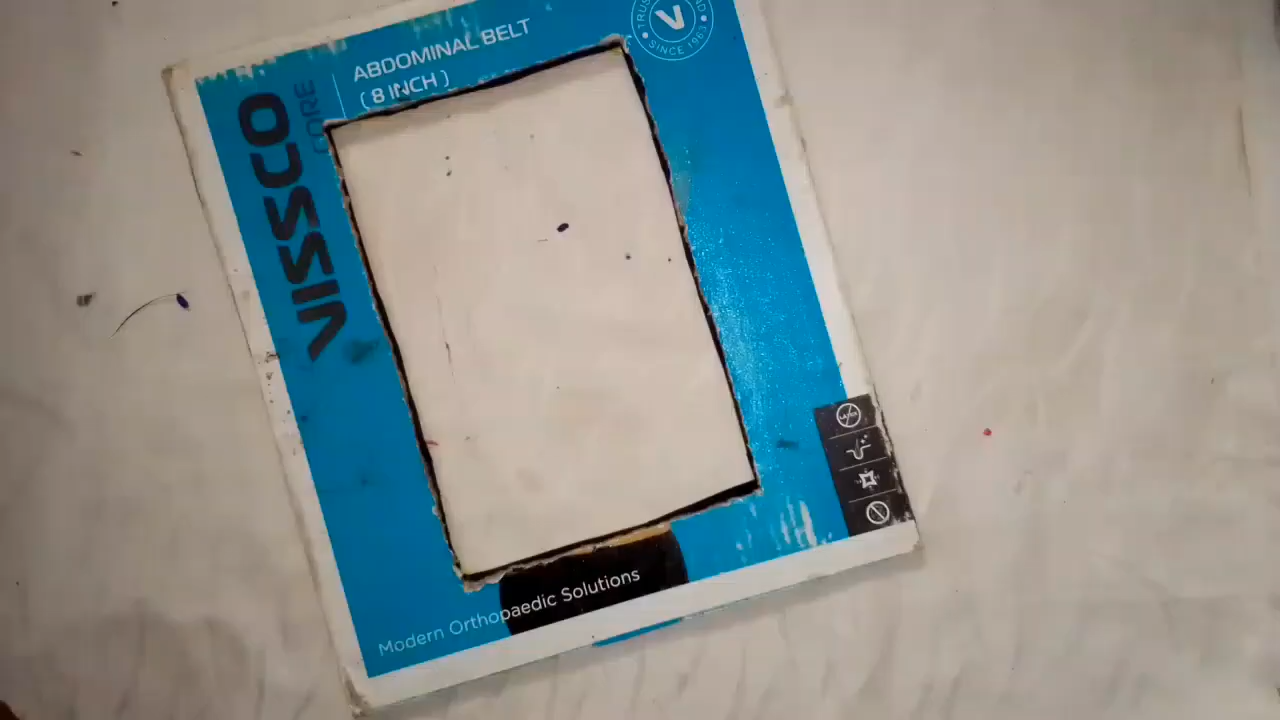 ABDOMINAL BELT
( 8 INCH )
VISSCO
CORE
V
SINCE 1963
Modern Orthopaedic Solutions